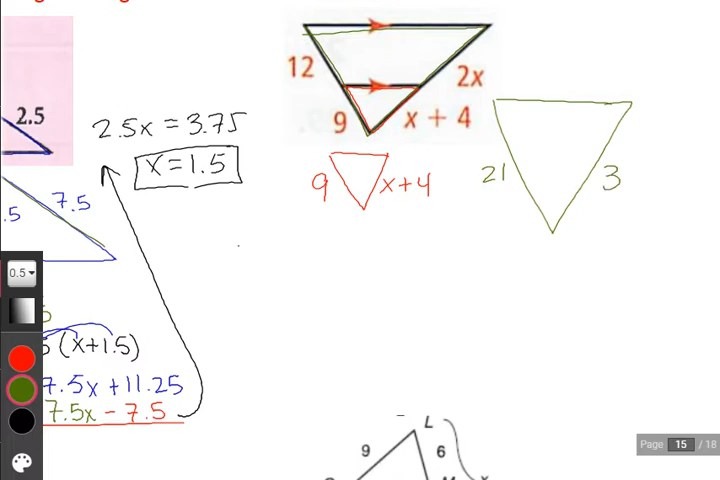 2.5
12
2x
9
x + 4
2.5x = 3.75
x = 1.5
9
x+4
21
3
7.5
.5
0.5
(x+1.5)
7.5x + 11.25
7.5x - 7.5
L
9
6
Page 15 / 18